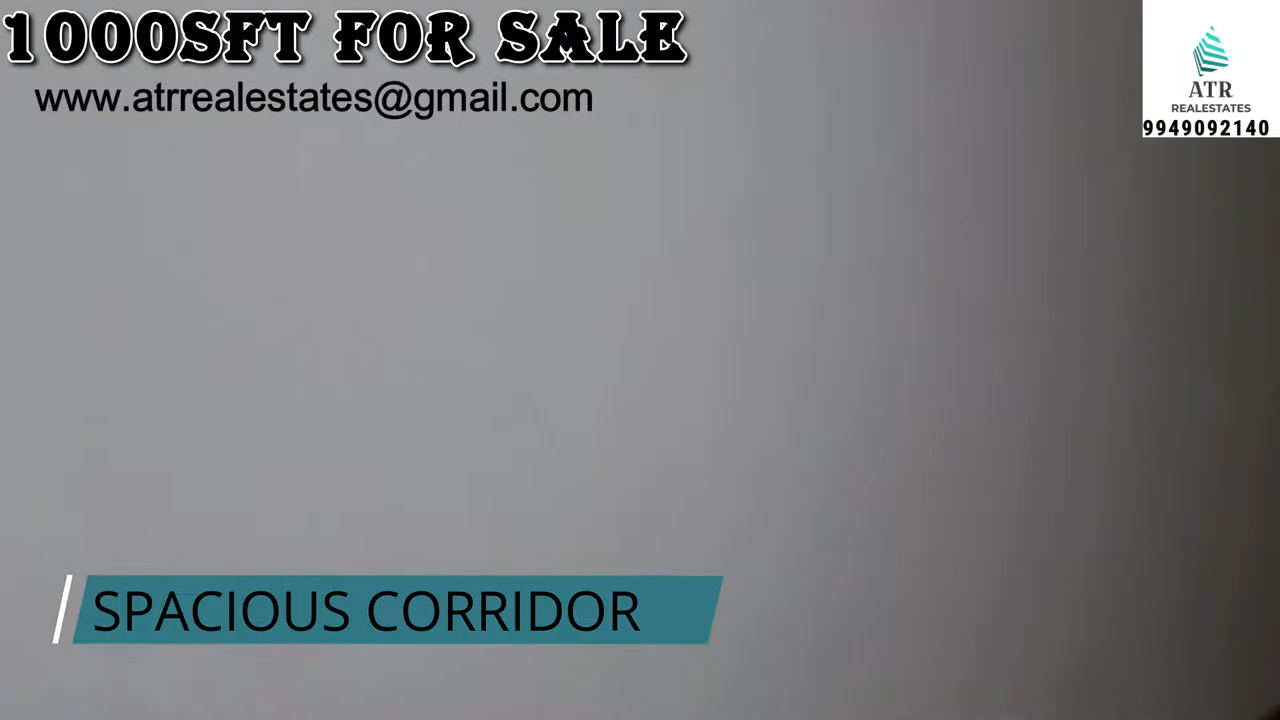 1000SFT FOR SALE
www.atrrealestates@gmail.com
ATR
REALESTATES
9949092140
SPACIOUS CORRIDOR